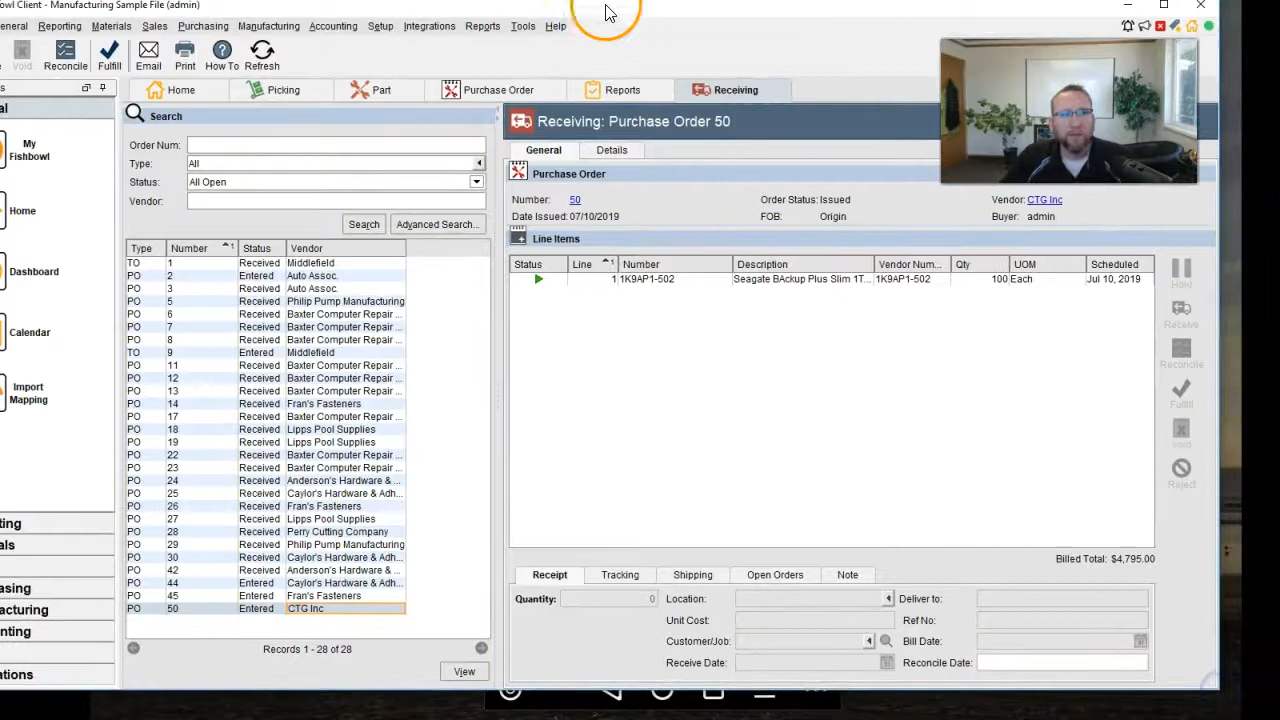 owl Client - Manufacturing Sample File (admin)
General Reporting Materials Sales Purchasing Manufacturing Accounting Setup Integrations Reports Tools Help
Void Reconcile Fulfill Email Print How To Refresh
Home Picking Part Purchase Order Reports Receiving
My Fishbowl
Home
Dashboard
Calendar
Import Mapping
Search
Order Num:
Type: All
Status: All Open
Vendor:
Search Advanced Search...
Type Number 1 Status Vendor
TO 1 Received Middlefield
PO 2 Entered Auto Assoc.
PO 3 Received Auto Assoc.
PO 5 Received Philip Pump Manufacturing
PO 6 Received Baxter Computer Repair ...
PO 7 Received Baxter Computer Repair ...
PO 8 Received Baxter Computer Repair ...
TO 9 Entered Middlefield
PO 11 Received Baxter Computer Repair ...
PO 12 Received Baxter Computer Repair ...
PO 13 Received Baxter Computer Repair ...
PO 14 Received Fran's Fasteners
PO 17 Received Baxter Computer Repair ...
PO 18 Received Lipps Pool Supplies
PO 19 Received Lipps Pool Supplies
PO 22 Received Baxter Computer Repair ...
PO 23 Received Baxter Computer Repair ...
PO 24 Received Anderson's Hardware & ...
PO 25 Received Caylor's Hardware & Adh...
PO 26 Received Fran's Fasteners
PO 27 Received Lipps Pool Supplies
PO 28 Received Perry Cutting Company
PO 29 Received Philip Pump Manufacturing
PO 30 Received Caylor's Hardware & Adh...
PO 42 Received Anderson's Hardware & ...
PO 44 Entered Caylor's Hardware & Adh...
PO 45 Entered Fran's Fasteners
PO 50 Entered CTG Inc
Records 1 - 28 of 28
View
Receiving: Purchase Order 50
General Details
Purchase Order
Number: 50 Order Status: Issued Vendor: CTG Inc
Date Issued: 07/10/2019 FOB: Origin Buyer: admin
Line Items
Status Line 1 Number Description Vendor Num... Qty UOM Scheduled
1 1K9AP1-502 Seagate BAckup Plus Slim 1T... 1K9AP1-502 100 Each Jul 10, 2019
Hold
Receive
Reconcile
Fulfill
Void
Reject
Billed Total: $4,795.00
Receipt Tracking Shipping Open Orders Note
Quantity: 0 Location: Deliver to:
Unit Cost: Ref No:
Customer/Job: Bill Date:
Receive Date: Reconcile Date: